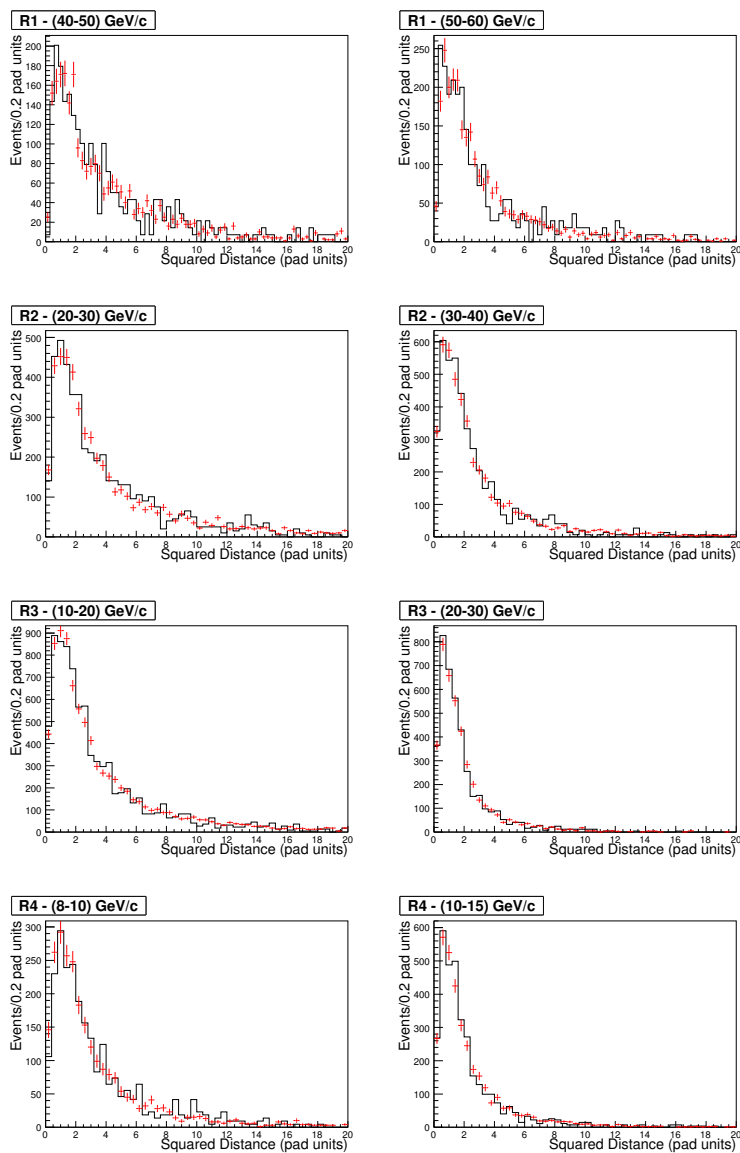 R1 - (40-50) GeV/c
Events/0.2 pad units
200
180
160
140
120
100
80
60
40
20
0
0 2 4 6 8 10 12 14 16 18 20
Squared Distance (pad units)
R1 - (50-60) GeV/c
Events/0.2 pad units
250
200
150
100
50
0
0 2 4 6 8 10 12 14 16 18 20
Squared Distance (pad units)
R2 - (20-30) GeV/c
Events/0.2 pad units
500
400
300
200
100
0
0 2 4 6 8 10 12 14 16 18 20
Squared Distance (pad units)
R2 - (30-40) GeV/c
Events/0.2 pad units
600
500
400
300
200
100
0
0 2 4 6 8 10 12 14 16 18 20
Squared Distance (pad units)
R3 - (10-20) GeV/c
Events/0.2 pad units
900
800
700
600
500
400
300
200
100
0
0 2 4 6 8 10 12 14 16 18 20
Squared Distance (pad units)
R3 - (20-30) GeV/c
Events/0.2 pad units
800
700
600
500
400
300
200
100
0
0 2 4 6 8 10 12 14 16 18 20
Squared Distance (pad units)
R4 - (8-10) GeV/c
Events/0.2 pad units
300
250
200
150
100
50
0
0 2 4 6 8 10 12 14 16 18 20
Squared Distance (pad units)
R4 - (10-15) GeV/c
Events/0.2 pad units
600
500
400
300
200
100
0
0 2 4 6 8 10 12 14 16 18 20
Squared Distance (pad units)